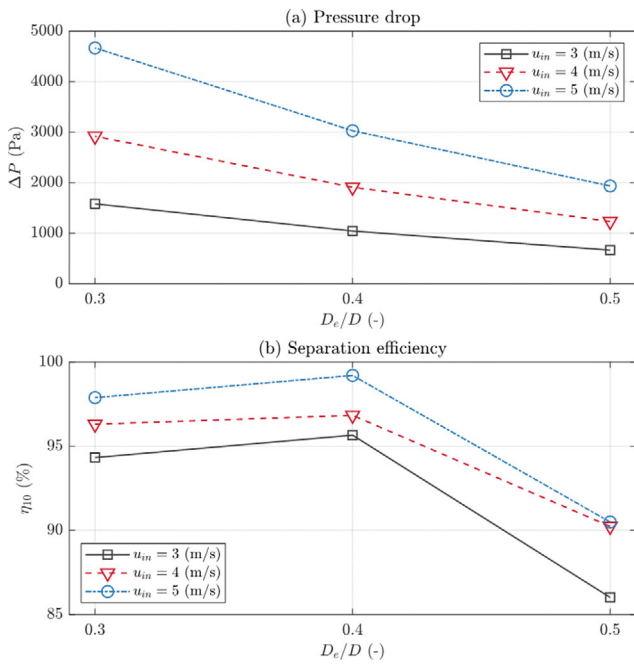 (a) Pressure drop
5000
4000
3000
2000
1000
0
ΔP (Pa)
u_in = 3 (m/s)
u_in = 4 (m/s)
u_in = 5 (m/s)
0.3 0.4 0.5
D_e/D (-)
(b) Separation efficiency
100
95
90
85
η_10 (%)
u_in = 3 (m/s)
u_in = 4 (m/s)
u_in = 5 (m/s)
0.3 0.4 0.5
D_e/D (-)